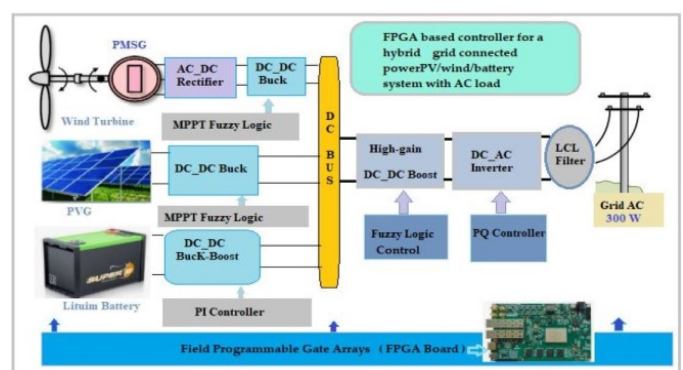 PMSG
AC_DC
Rectifier
DC_DC
Buck
Wind Turbine
MPPT Fuzzy Logic
FPGA based controller for a
hybrid grid connected
powerPV/wind/battery
system with AC load
DC_DC Buck
PVG
MPPT Fuzzy Logic
DC_DC
BucK-Boost
Lituim Battery
PI Controller
DC BUS
High-gain
DC_DC Boost
DC_AC
Inverter
LCL
Filter
Fuzzy Logic
Control
PQ Controller
Grid AC
300 W
Field Programmable Gate Arrays ( FPGA Board )